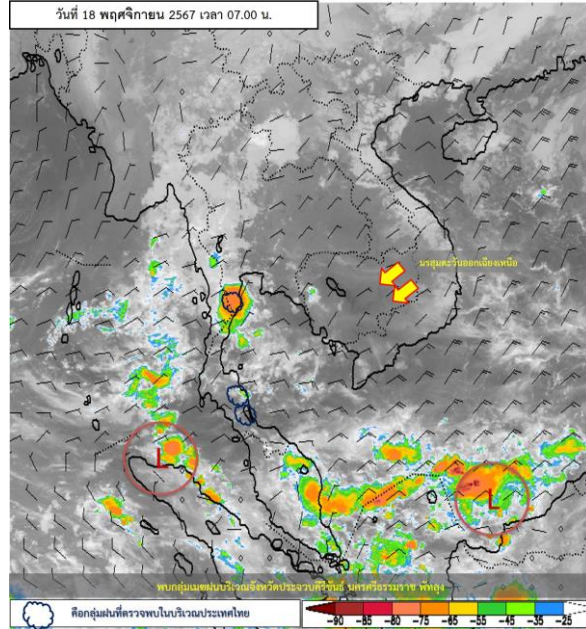 วันที่ 18 พฤศจิกายน 2567 เวลา 07.00 น.
มรสุมตะวันออกเฉียงเหนือ
L
L
พบกลุ่มเมฆฝนบริเวณจังหวัดประจวบคีรีขันธ์ นครศรีธรรมราช พัทลุง
คือกลุ่มฝนที่ตรวจพบในบริเวณประเทศไทย
-90 -85 -80 -75 -65 -55 -45 -35 -25